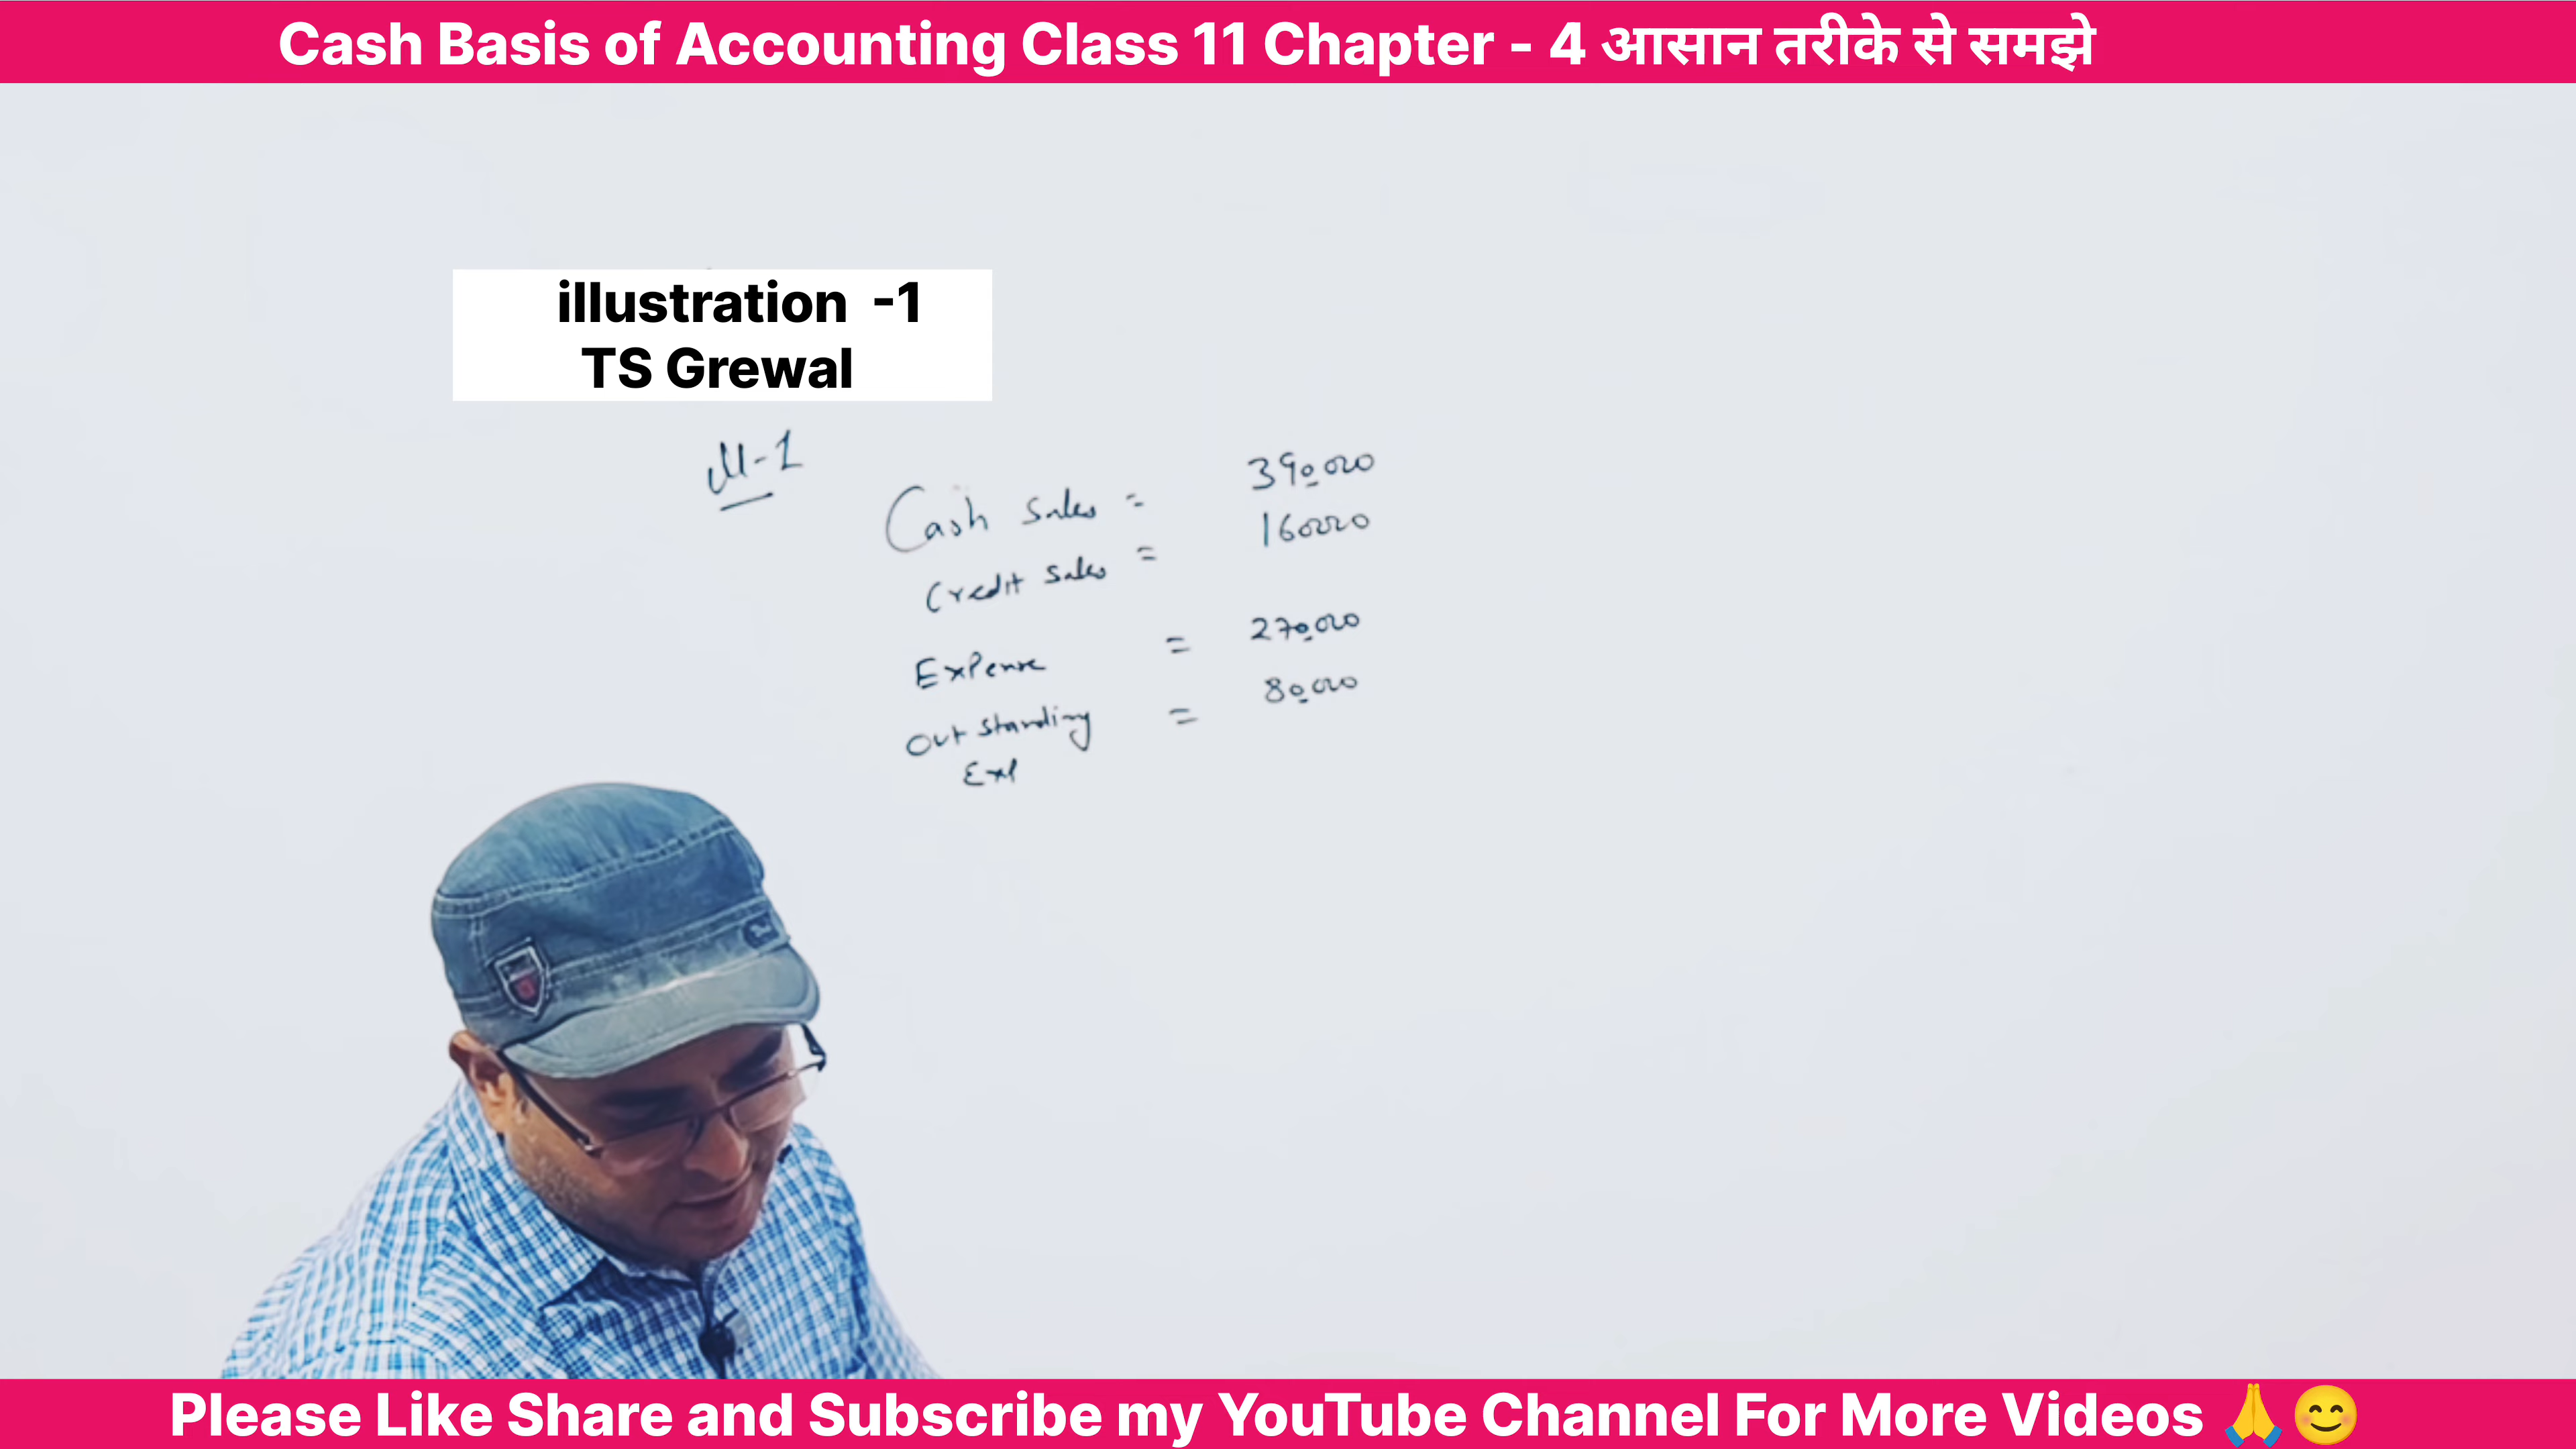 Cash Basis of Accounting Class 11 Chapter - 4 आसान तरीके से समझे
illustration -1
TS Grewal
ill-1
Cash Sales = 390000
Credit Sales = 160000
Expense = 270000
Outstanding = 80000
Exp
Please Like Share and Subscribe my YouTube Channel For More Videos 🙏😊